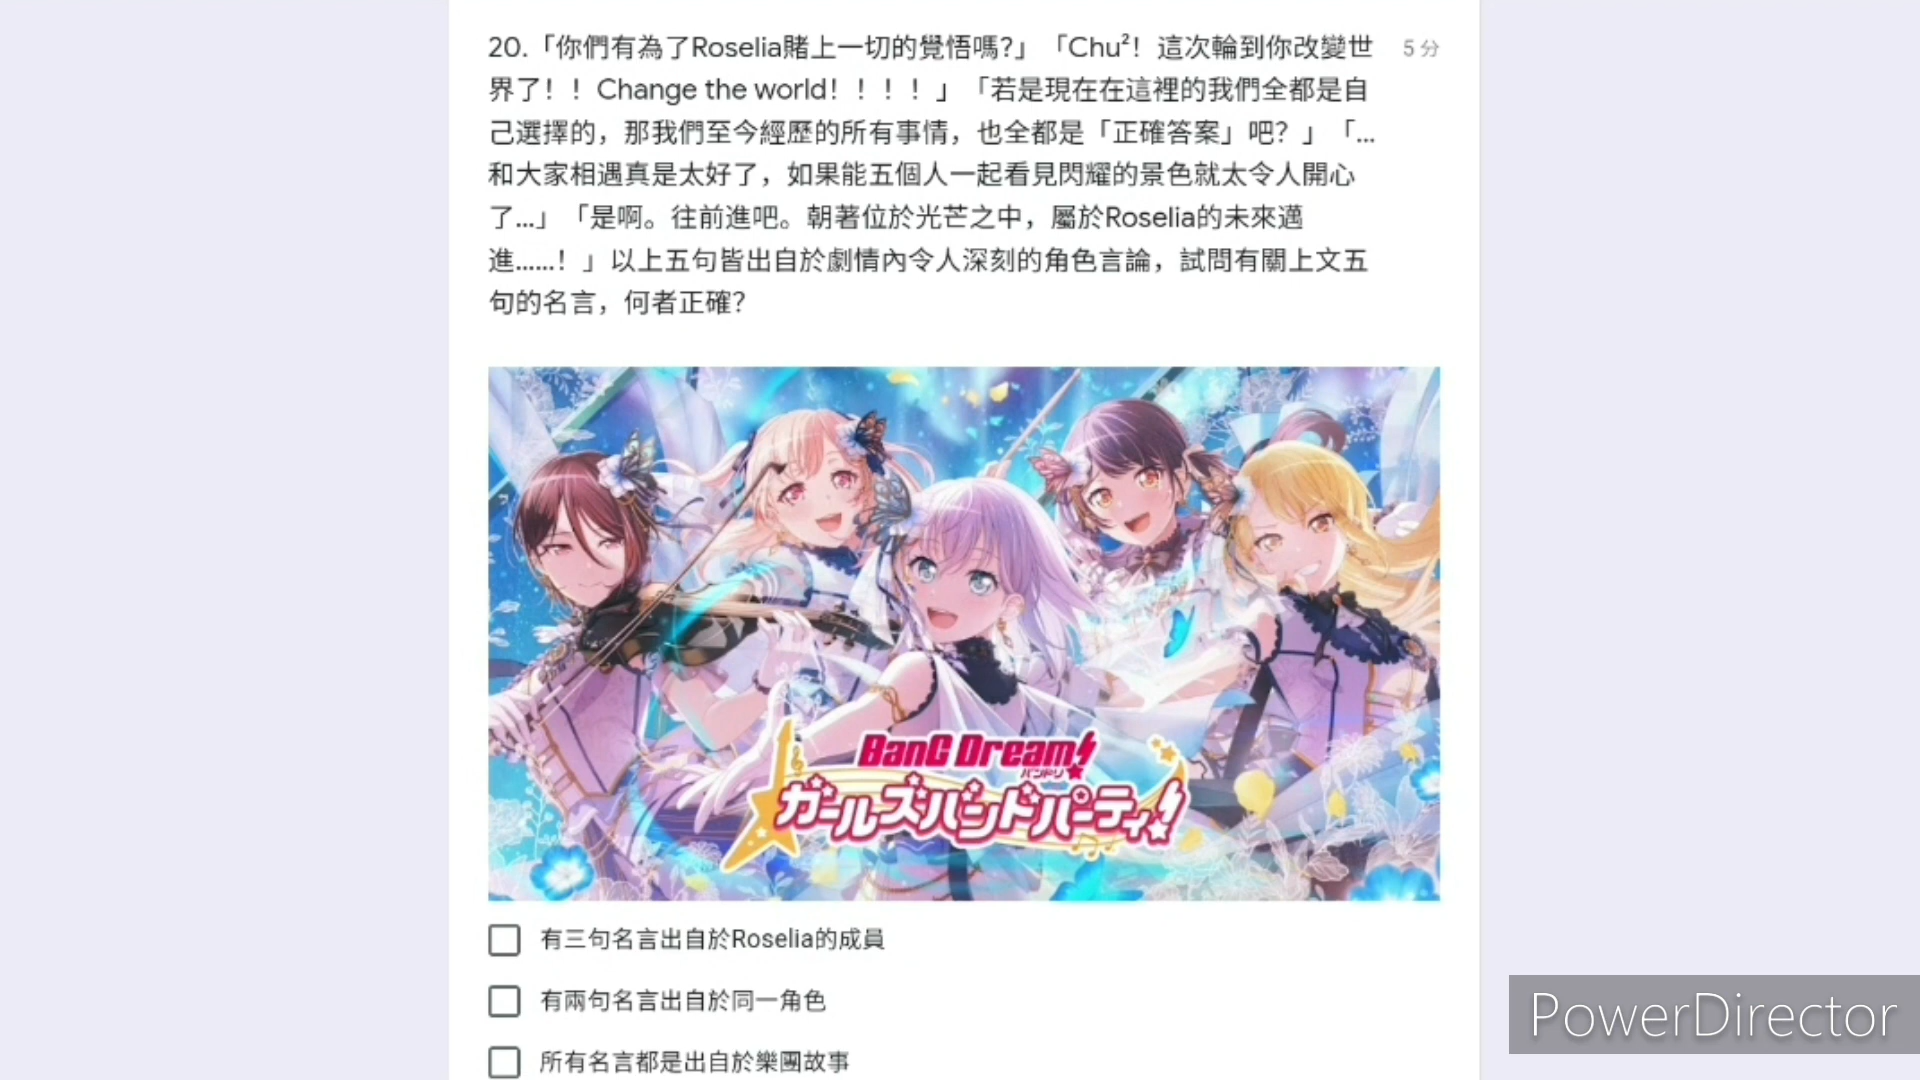 20.「你們有為了Roselia賭上一切的覺悟嗎?」「Chu²！這次輪到你改變世
5 分
界了！！Change the world！！！！」「若是現在在這裡的我們全都是自
己選擇的，那我們至今經歷的所有事情，也全都是「正確答案」吧？」「...
和大家相遇真是太好了，如果能五個人一起看見閃耀的景色就太令人開心
了...」「是啊。往前進吧。朝著位於光芒之中，屬於Roselia的未來邁
進......！」以上五句皆出自於劇情內令人深刻的角色言論，試問有關上文五
句的名言，何者正確？
BanG Dream!
バンドリ
ガールズバンドパーティ!
有三句名言出自於Roselia的成員
有兩句名言出自於同一角色
所有名言都是出自於樂團故事
PowerDirector